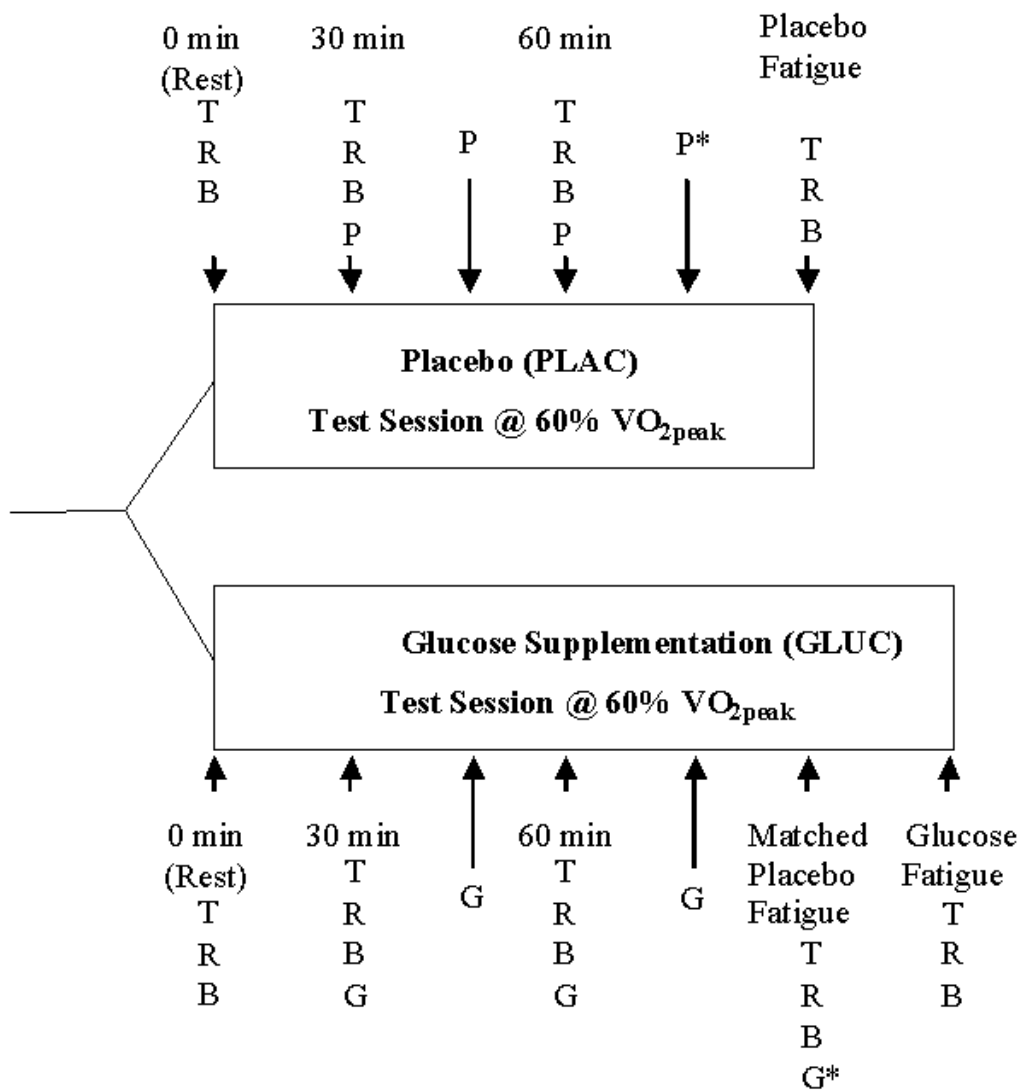 0 min
(Rest)
T
R
B
30 min
T
R
B
P
P
60 min
T
R
B
P
P*
Placebo
Fatigue
T
R
B
Placebo (PLAC)
Test Session @ 60% VO2peak
Glucose Supplementation (GLUC)
Test Session @ 60% VO2peak
0 min
(Rest)
T
R
B
30 min
T
R
B
G
G
60 min
T
R
B
G
G
Matched
Placebo
Fatigue
T
R
B
G*
Glucose
Fatigue
T
R
B